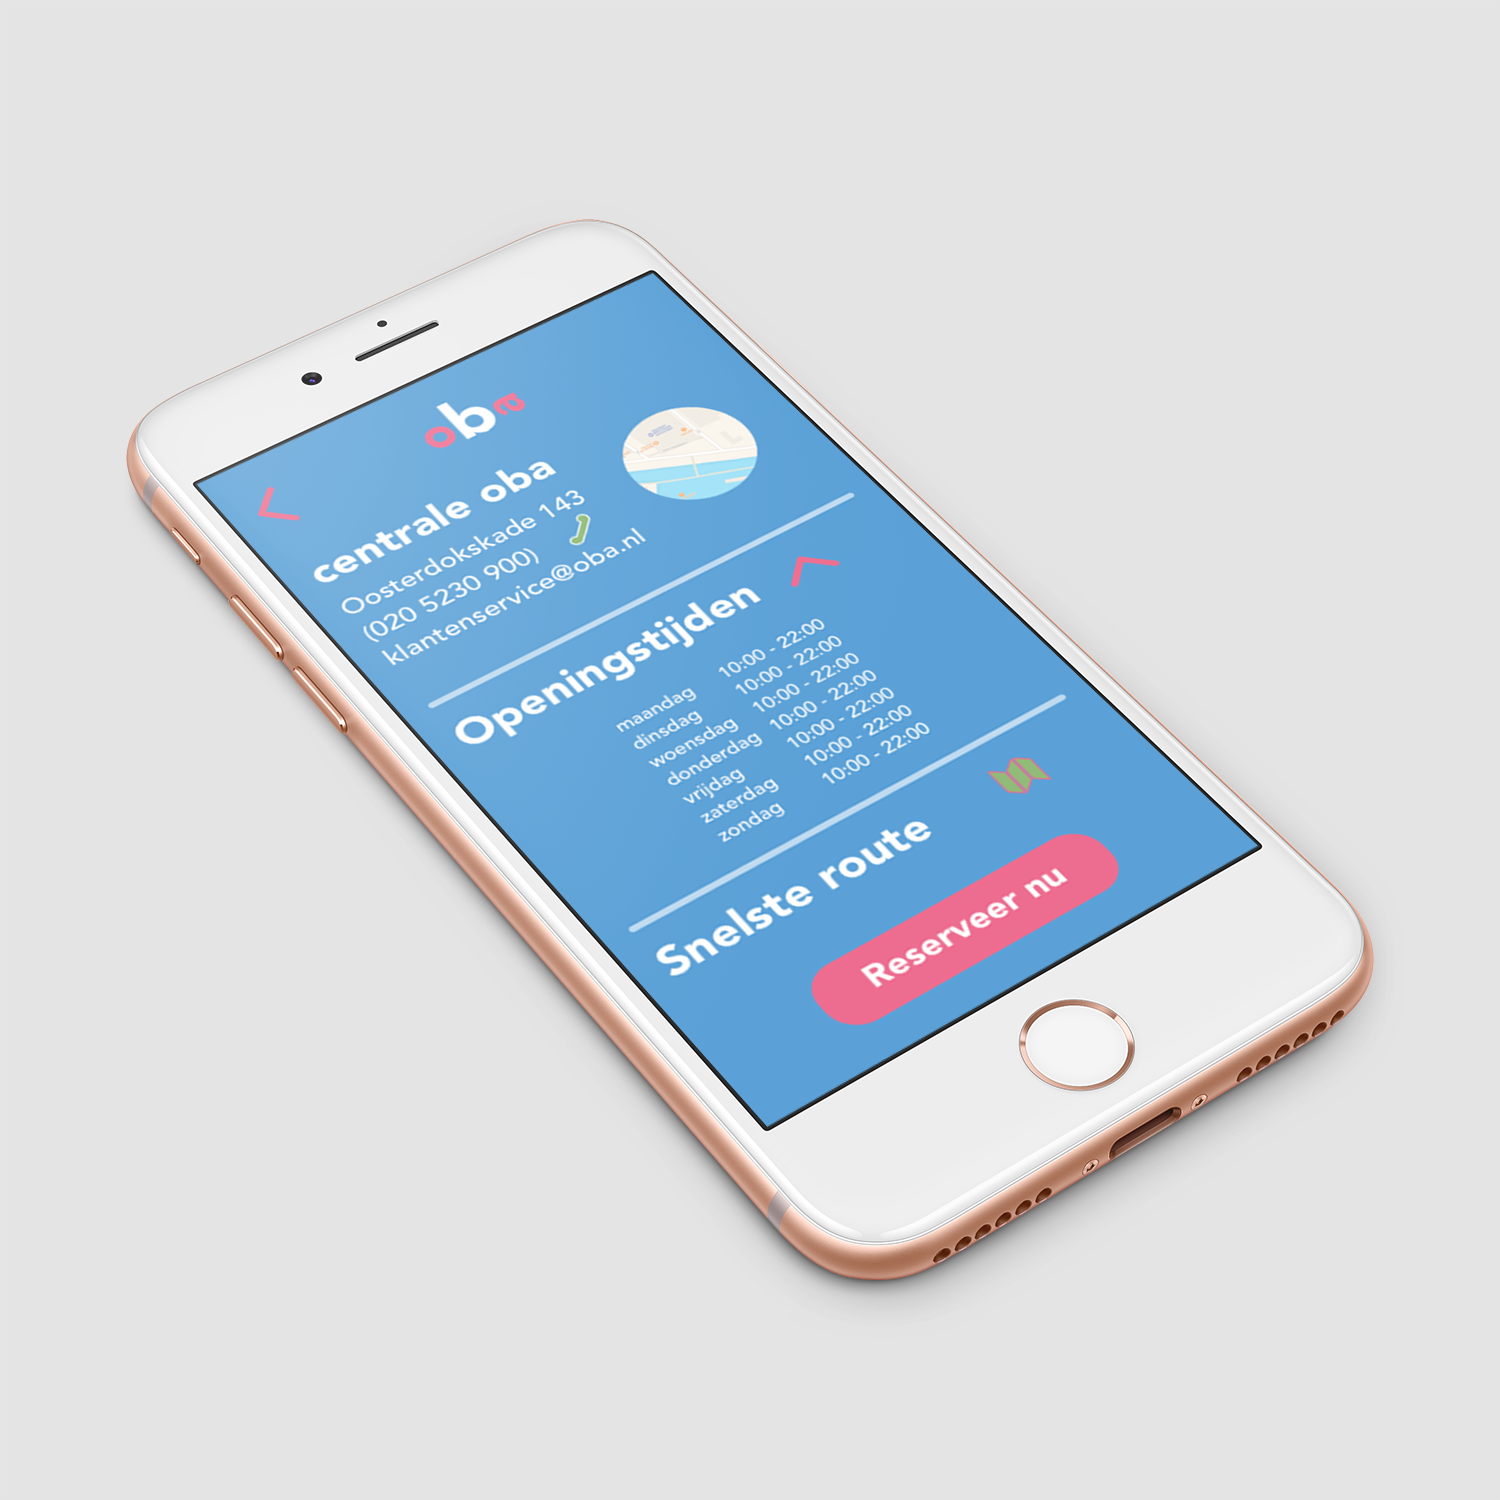 oba
centrale oba
Oosterdokskade 143
(020 5230 900)
klantenservice@oba.nl
Openingstijden
maandag 10:00 - 22:00
dinsdag 10:00 - 22:00
woensdag 10:00 - 22:00
donderdag 10:00 - 22:00
vrijdag 10:00 - 22:00
zaterdag 10:00 - 22:00
zondag 10:00 - 22:00
Snelste route
Reserveer nu